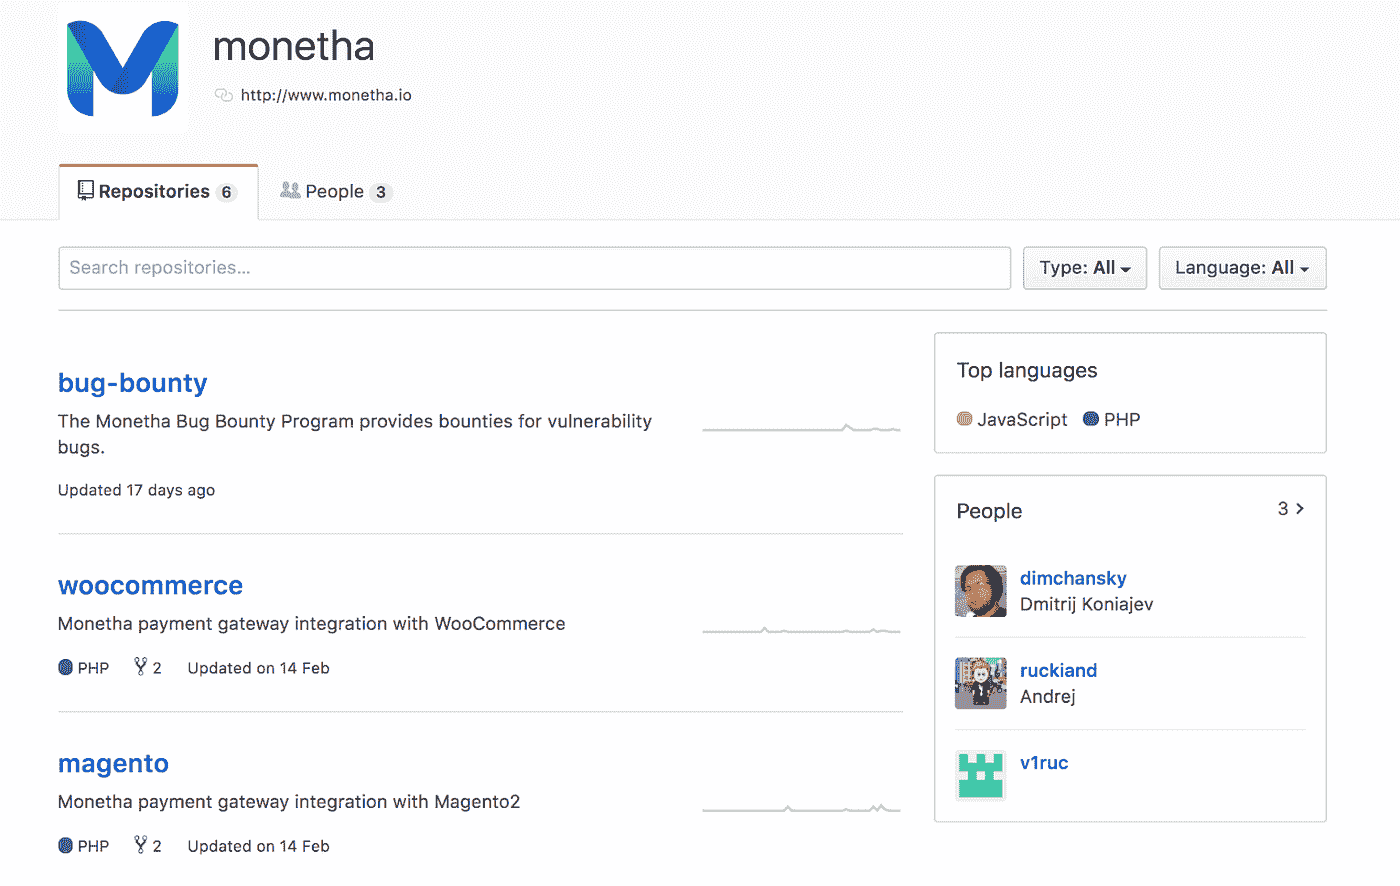 monetha
http://www.monetha.io
Repositories 6
People 3
Search repositories...
Type: All
Language: All
bug-bounty
The Monetha Bug Bounty Program provides bounties for vulnerability
bugs.
Updated 17 days ago
woocommerce
Monetha payment gateway integration with WooCommerce
PHP 2 Updated on 14 Feb
magento
Monetha payment gateway integration with Magento2
PHP 2 Updated on 14 Feb
Top languages
JavaScript PHP
People 3
dimchansky
Dmitrij Koniajev
ruckiand
Andrej
v1ruc